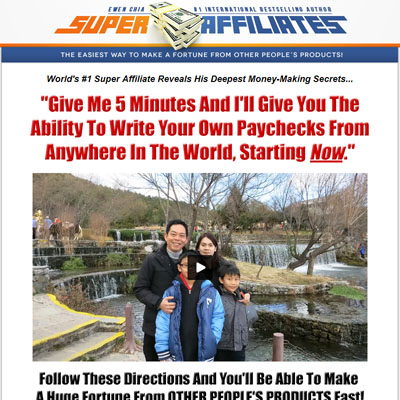 EWEN CHIA #1 INTERNATIONAL BESTSELLING AUTHOR
SUPER AFFILIATES
THE EASIEST WAY TO MAKE A FORTUNE FROM OTHER PEOPLE'S PRODUCTS!
World's #1 Super Affiliate Reveals His Deepest Money-Making Secrets...
"Give Me 5 Minutes And I'll Give You The
Ability To Write Your Own Paychecks From
Anywhere In The World, Starting Now."
Follow These Directions And You'll Be Able To Make
A Huge Fortune From OTHER PEOPLE'S PRODUCTS Fast!